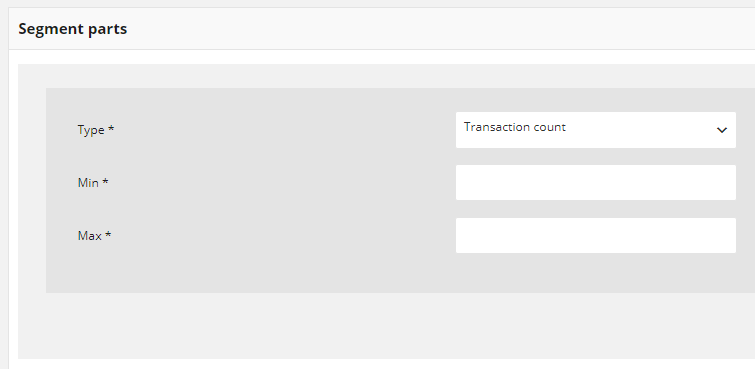 Segment parts
Type *
Transaction count
Min *
Max *